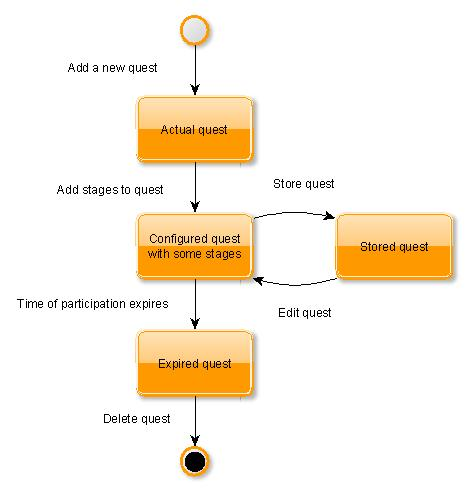 Add a new quest
Actual quest
Add stages to quest
Store quest
Configured quest
with some stages
Stored quest
Time of participation expires
Edit quest
Expired quest
Delete quest